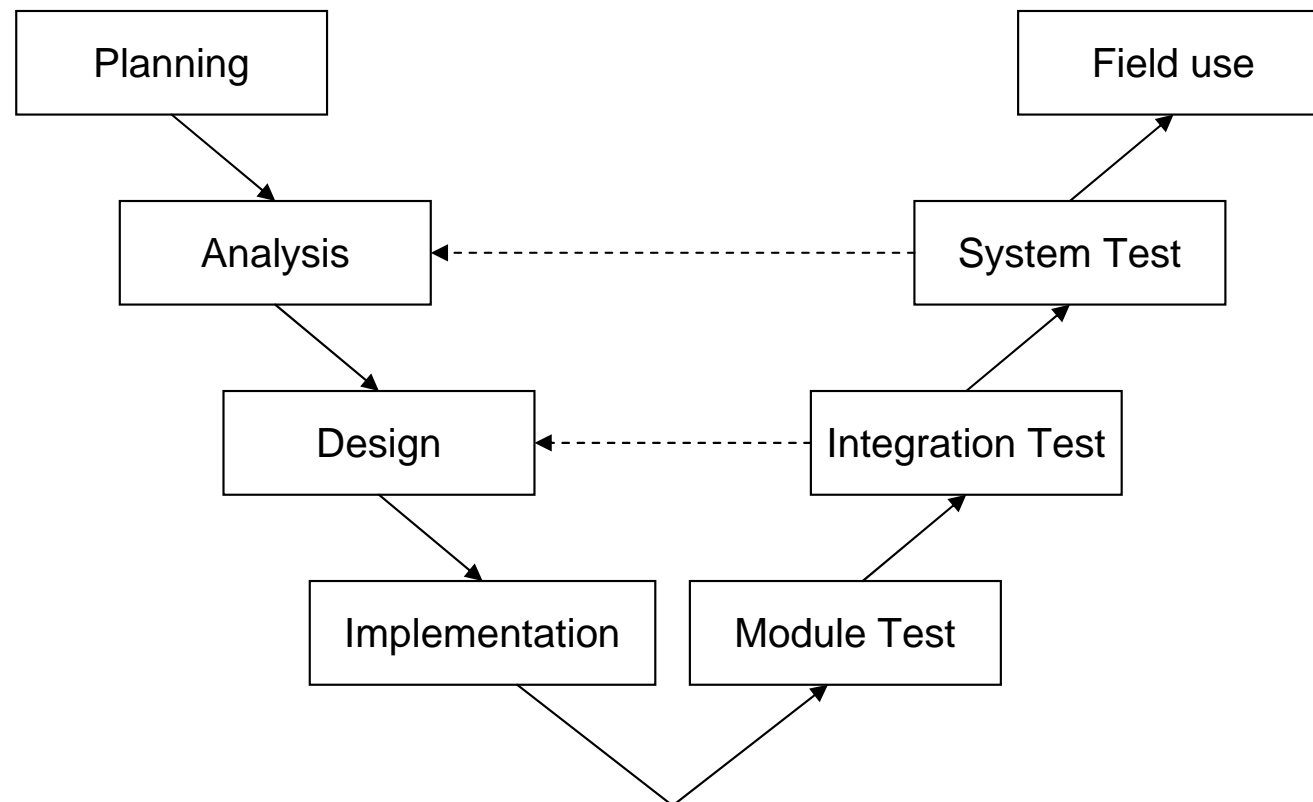 Planning
Field use
Analysis
System Test
Design
Integration Test
Implementation
Module Test